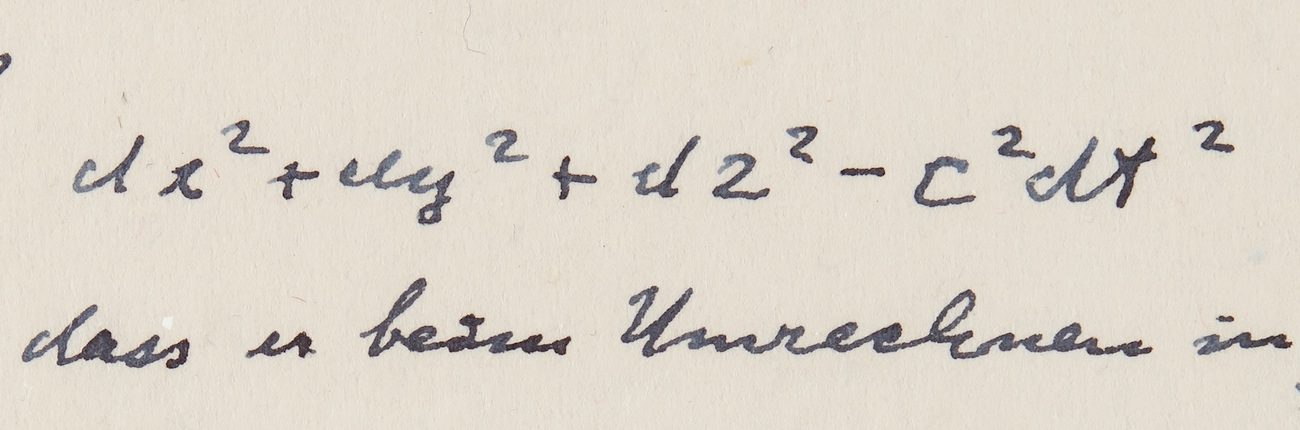 dx² + dy² + dz² - c²dt²
dass er beim Umrechnen in